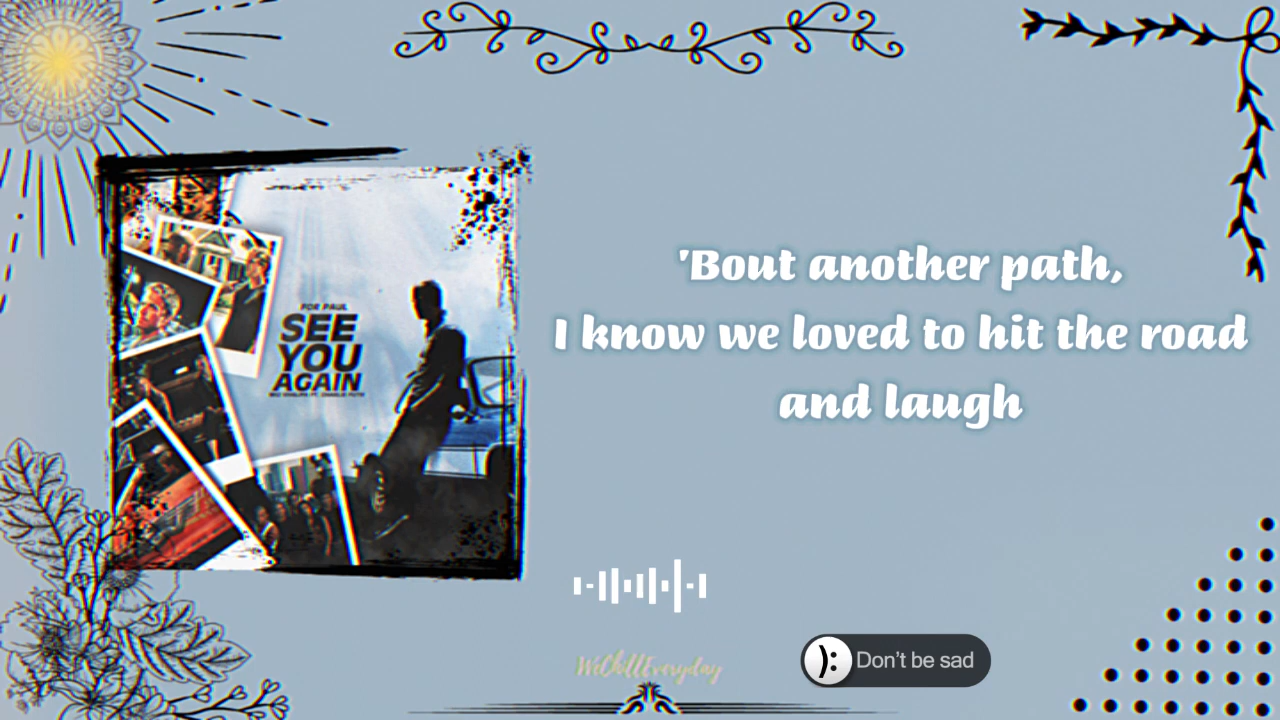 FOR PAUL
SEE
YOU
AGAIN
WIZ KHALIFA FT. CHARLIE PUTH
'Bout another path,
I know we loved to hit the road
and laugh
WeChillEveryday
):
Don't be sad